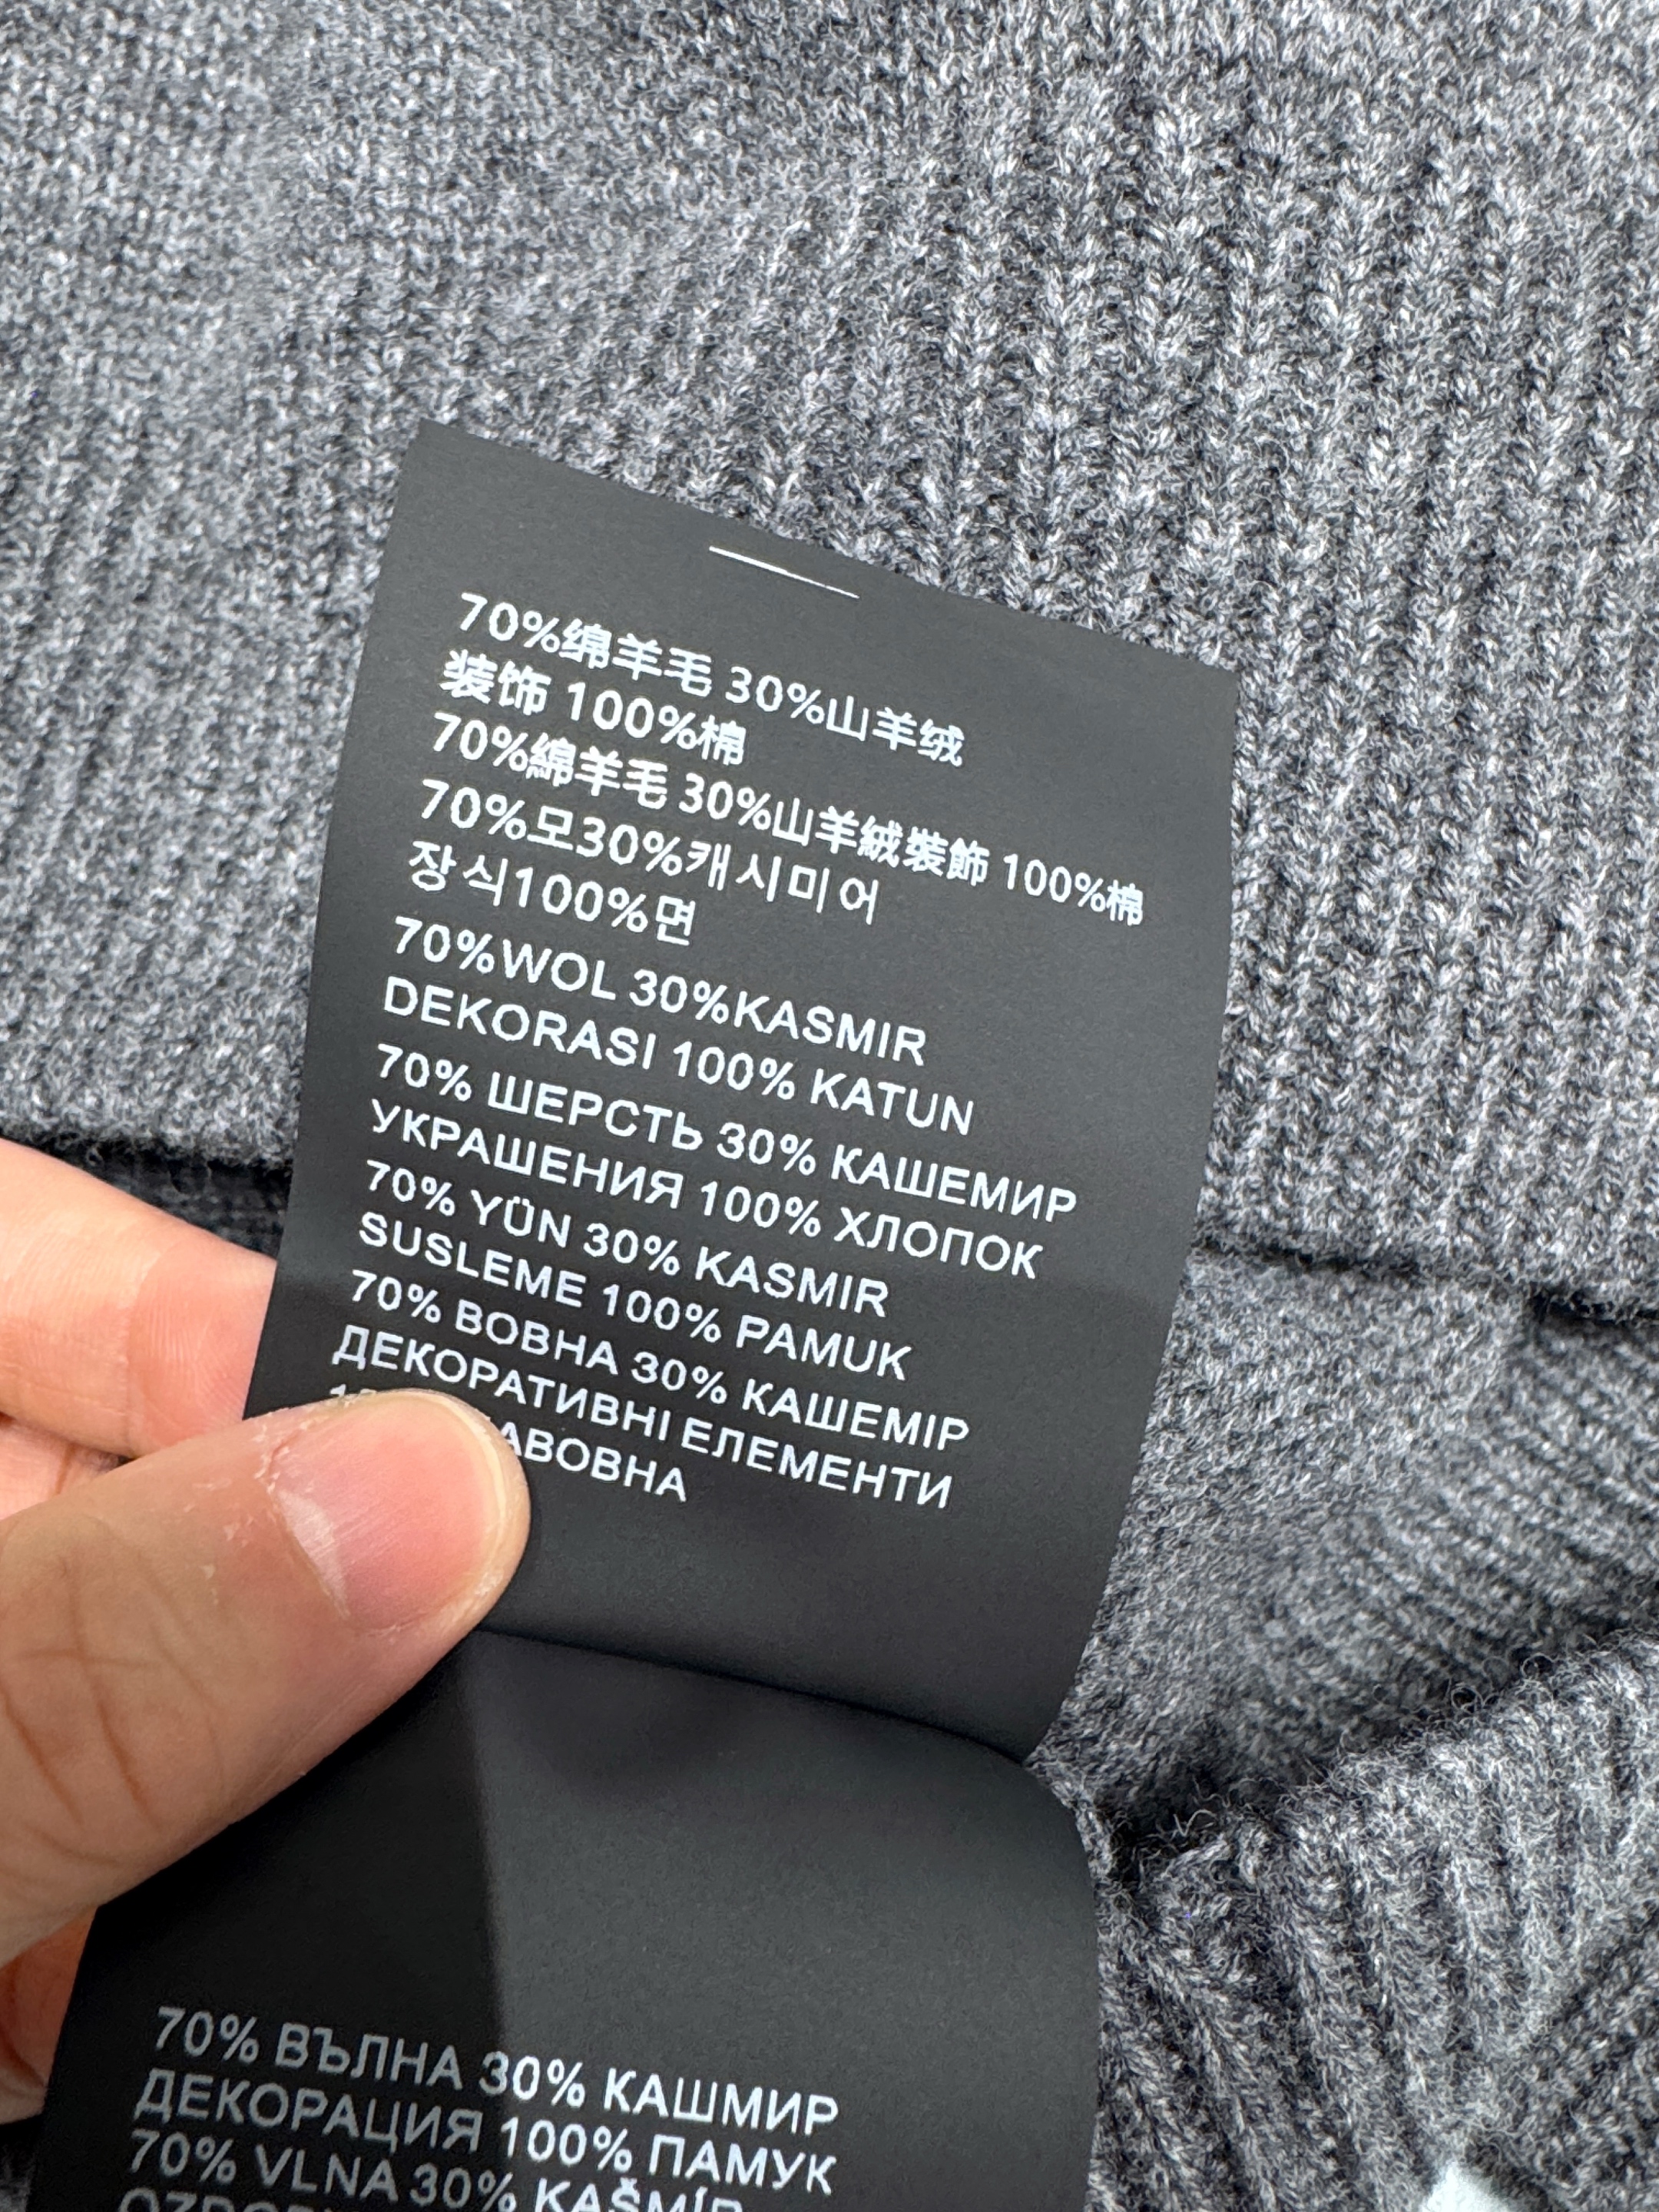 70%绵羊毛 30%山羊绒
装饰 100%棉
70%綿羊毛 30%山羊絨裝飾 100%棉
70%모30%캐시미어
장식100%면
70%WOL 30%KASMIR
DEKORASI 100% KATUN
70% ШЕРСТЬ 30% КАШЕМИР
УКРАШЕНИЯ 100% ХЛОПОК
70% YÜN 30% KASMIR
SUSLEME 100% PAMUK
70% ВОВНА 30% КАШЕМІР
ДЕКОРАТИВНІ ЕЛЕМЕНТИ
70% ВЪЛНА 30% КАШМИР
ДЕКОРАЦИЯ 100% ПАМУК
70% VLNA 30% KAŠMÍR